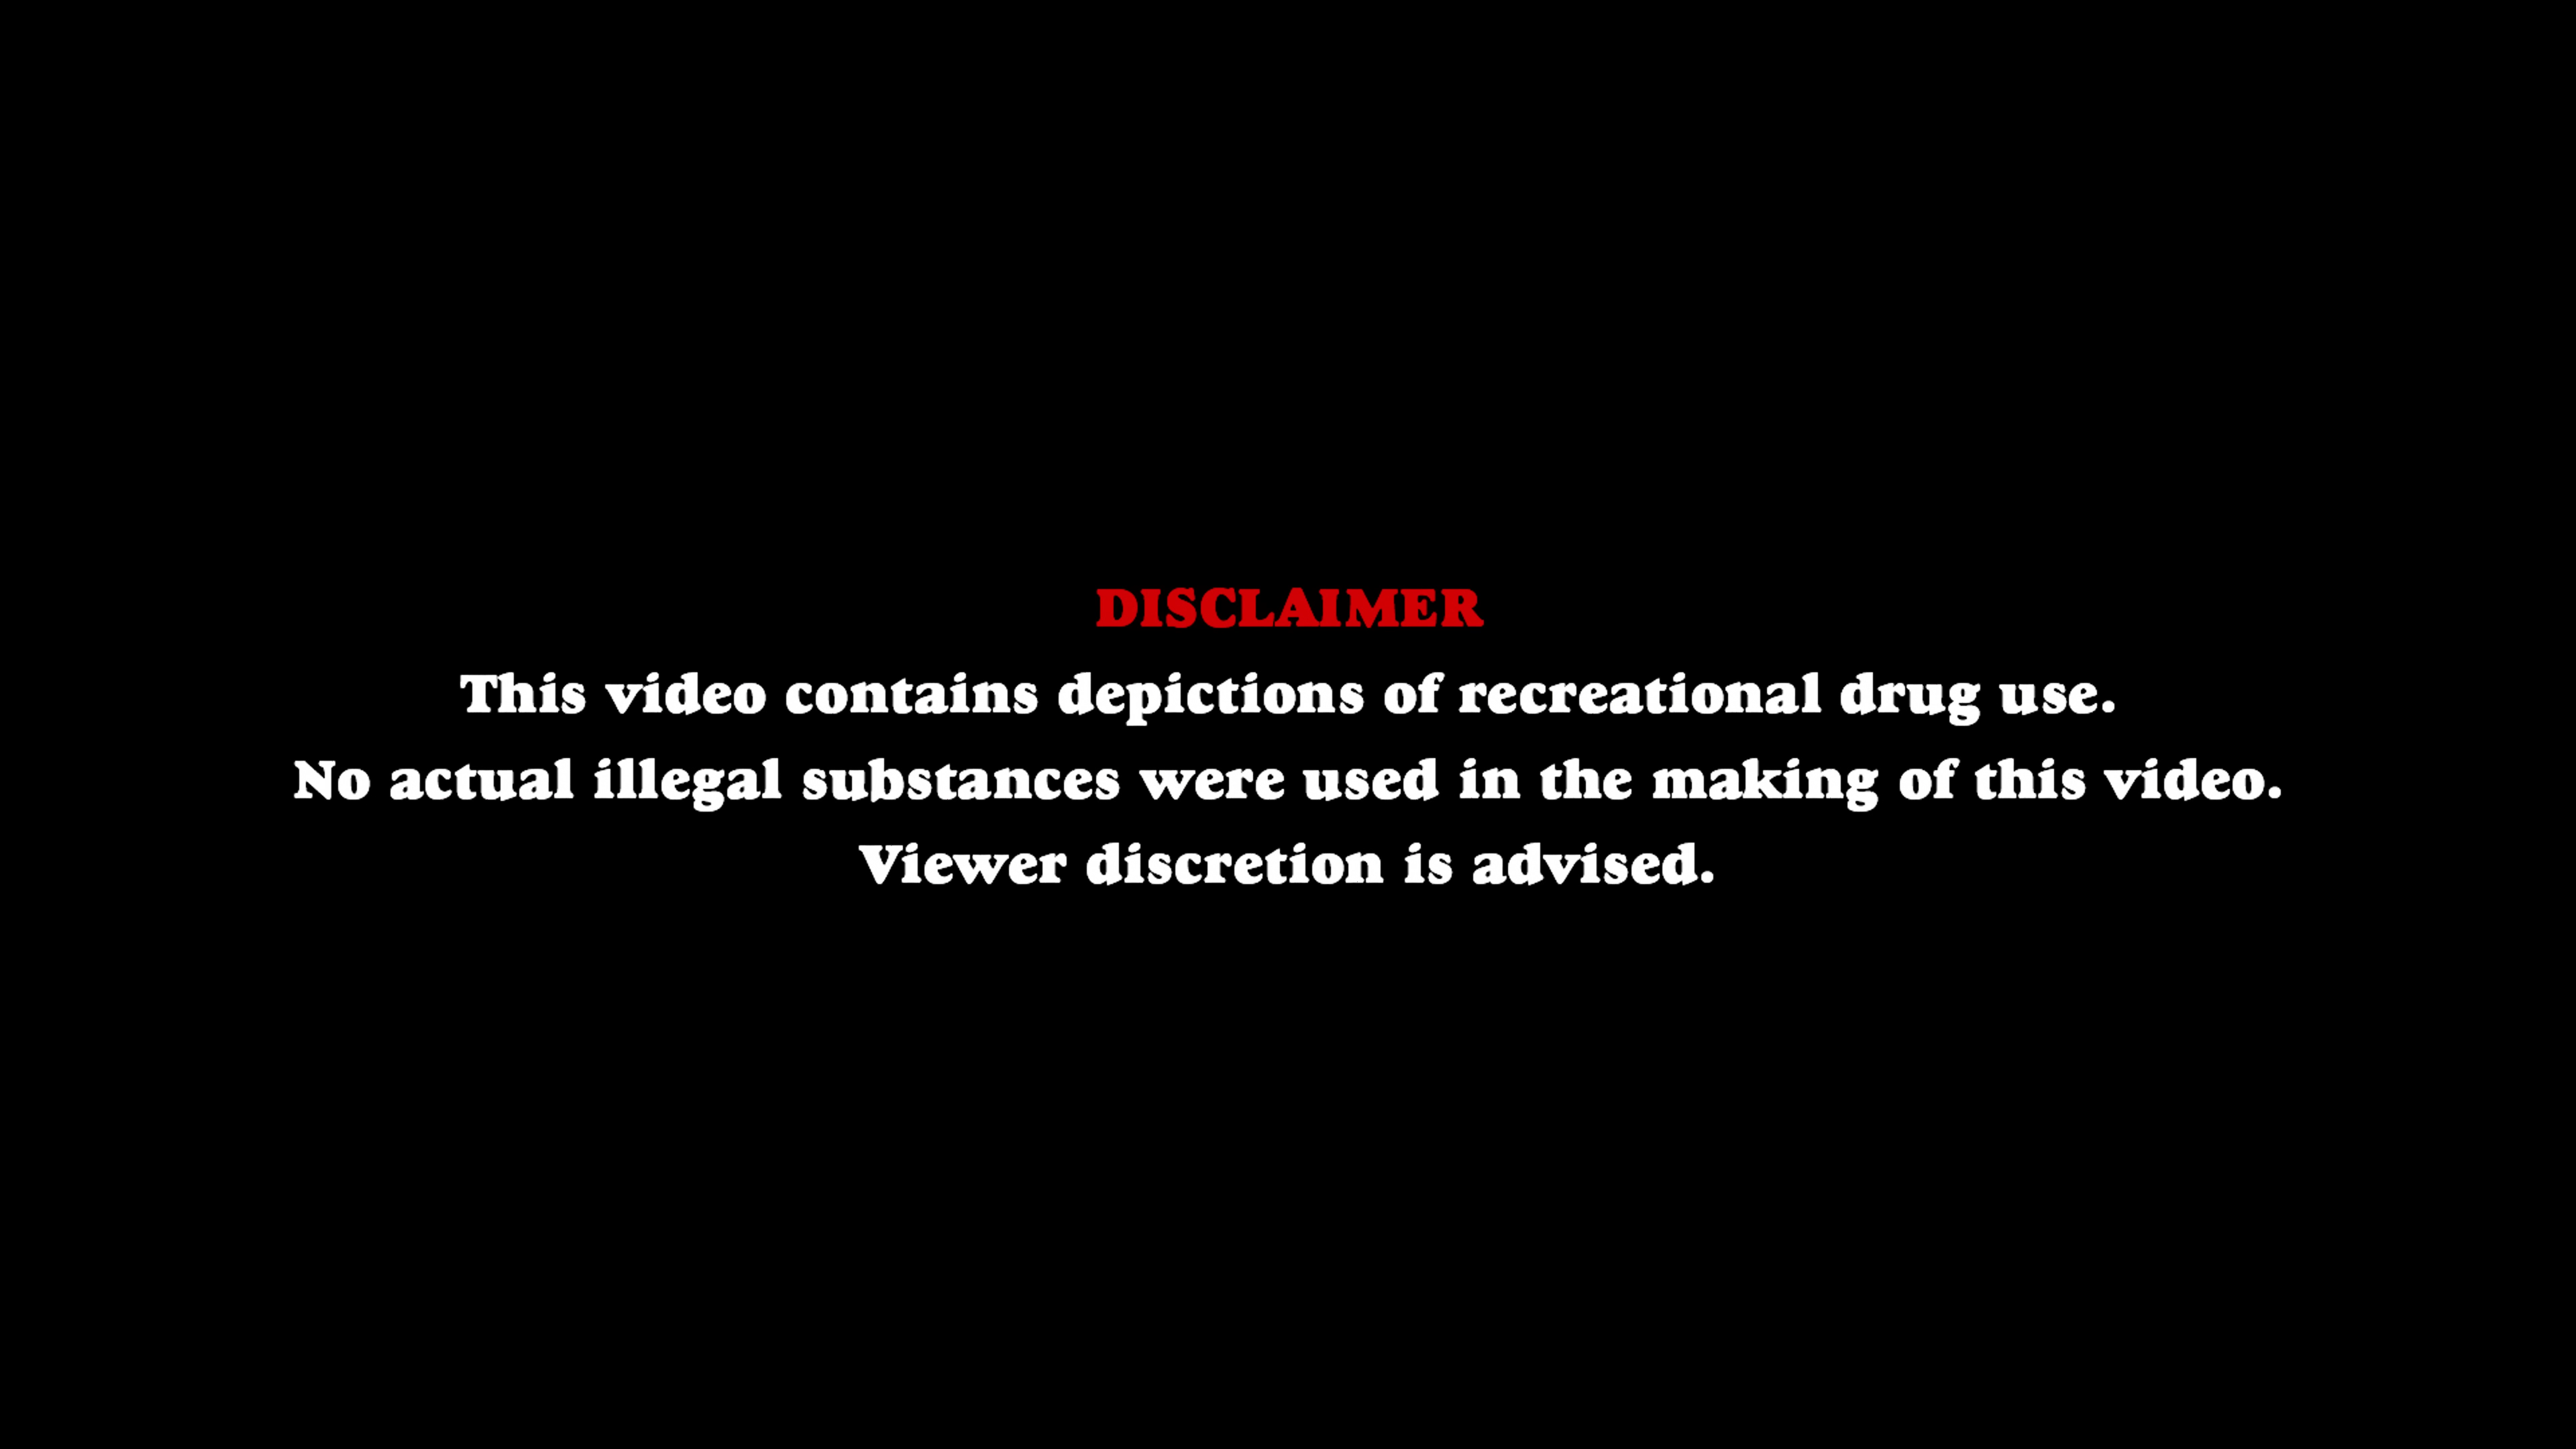 DISCLAIMER
This video contains depictions of recreational drug use.
No actual illegal substances were used in the making of this video.
Viewer discretion is advised.